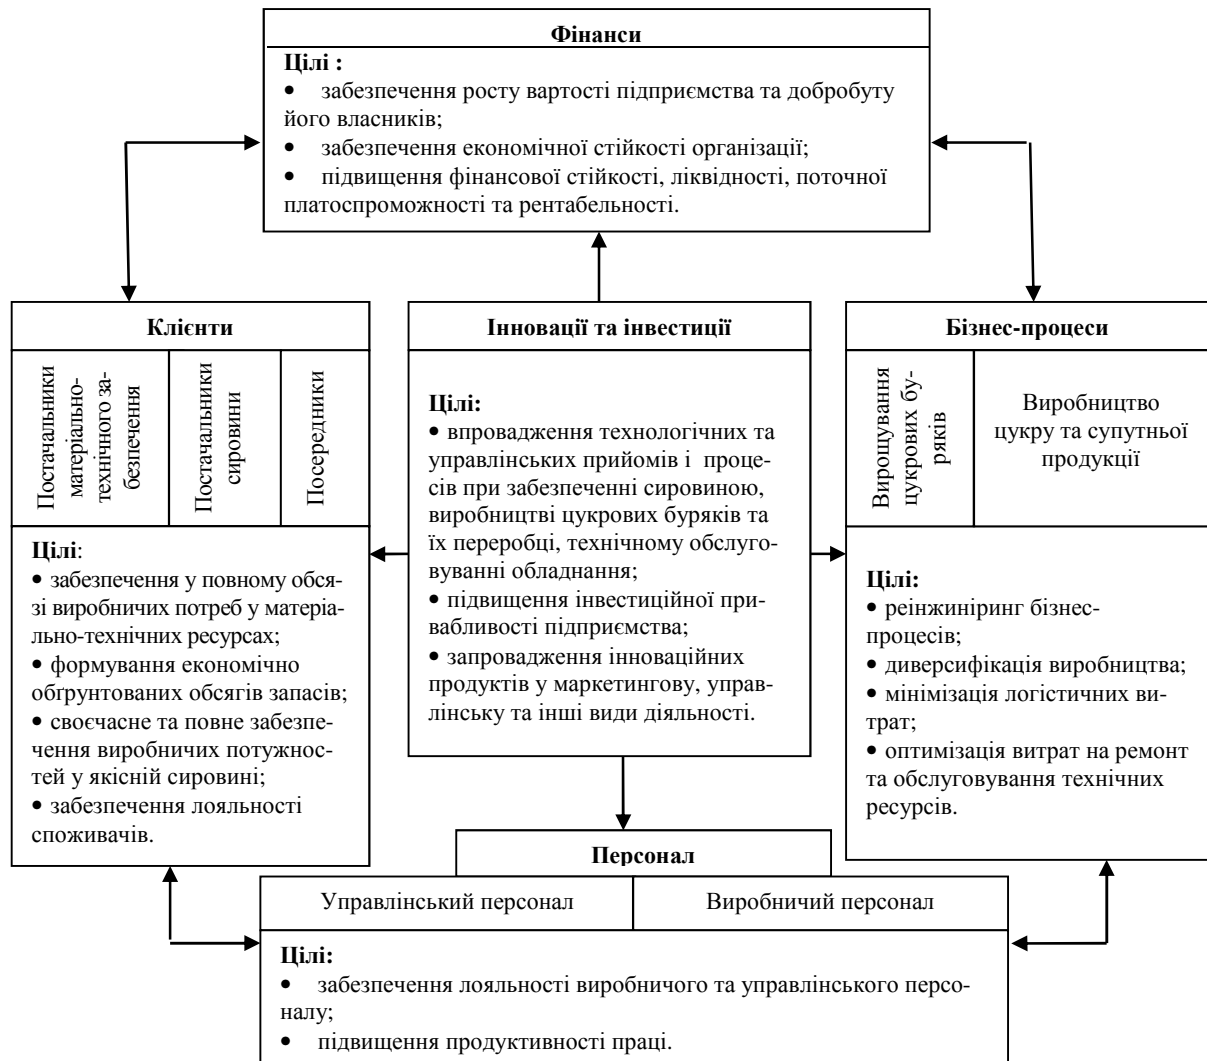 Фінанси
Цілі :
• забезпечення росту вартості підприємства та добробуту
його власників;
• забезпечення економічної стійкості організації;
• підвищення фінансової стійкості, ліквідності, поточної
платоспроможності та рентабельності.
Клієнти
Постачальники
матеріально-
технічного за-
безпечення
Постачальники
сировини
Посередники
Цілі:
• забезпечення у повному обся-
зі виробничих потреб у матеріа-
льно-технічних ресурсах;
• формування економічно
обґрунтованих обсягів запасів;
• своєчасне та повне забезпе-
чення виробничих потужнос-
тей у якісній сировині;
• забезпечення лояльності
споживачів.
Інновації та інвестиції
Цілі:
• впровадження технологічних та
управлінських прийомів і процe-
сів при забезпеченні сировиною,
виробництві цукрових буряків та
їх переробці, технічному обслуго-
вуванні обладнання;
• підвищення інвестиційної при-
вабливості підприємства;
• запровадження інноваційних
продуктів у маркетингову, управ-
лінську та інші види діяльності.
Бізнес-процеси
Вирощування
цукрових бу-
ряків
Виробництво
цукру та супутньої
продукції
Цілі:
• реінжиніринг бізнес-
процесів;
• диверсифікація виробництва;
• мінімізація логістичних ви-
трат;
• оптимізація витрат на ремонт
та обслуговування технічних
ресурсів.
Персонал
Управлінський персонал
Виробничий персонал
Цілі:
• забезпечення лояльності виробничого та управлінського персо-
налу;
• підвищення продуктивності праці.